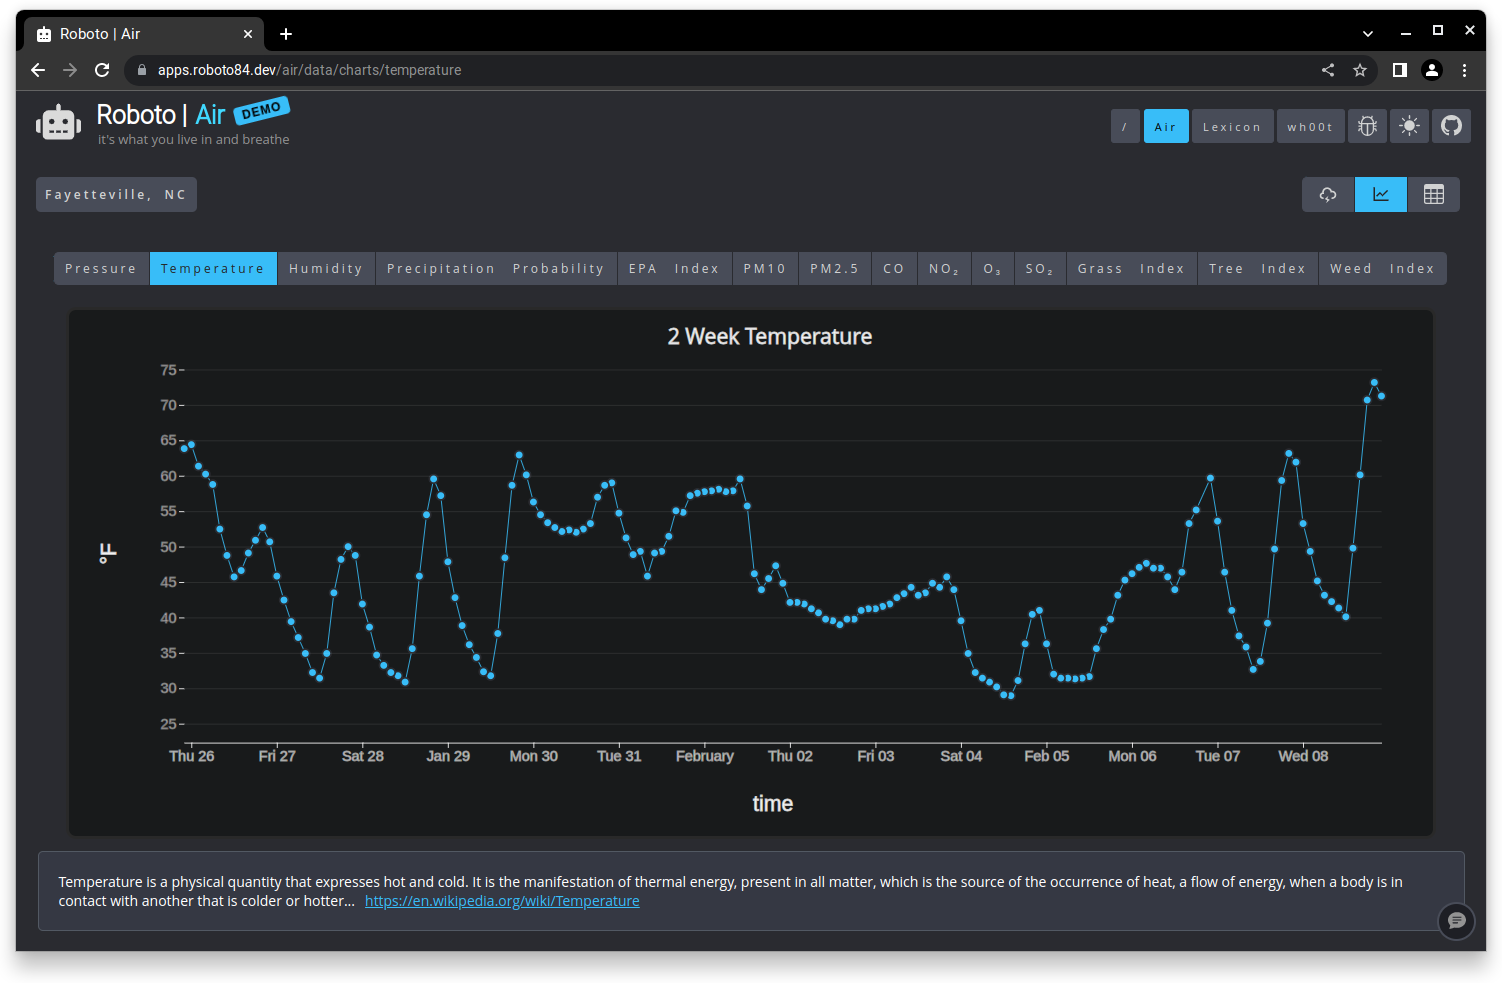 Roboto | Air
apps.roboto84.dev/air/data/charts/temperature
Roboto | Air DEMO
it's what you live in and breathe
/ Air Lexicon wh00t
Fayetteville, NC
Pressure Temperature Humidity Precipitation Probability EPA Index PM10 PM2.5 CO NO₂ O₃ SO₂ Grass Index Tree Index Weed Index
2 Week Temperature
75
70
65
60
55
50
45
40
35
30
25
°F
Thu 26 Fri 27 Sat 28 Jan 29 Mon 30 Tue 31 February Thu 02 Fri 03 Sat 04 Feb 05 Mon 06 Tue 07 Wed 08
time
Temperature is a physical quantity that expresses hot and cold. It is the manifestation of thermal energy, present in all matter, which is the source of the occurrence of heat, a flow of energy, when a body is in
contact with another that is colder or hotter... https://en.wikipedia.org/wiki/Temperature